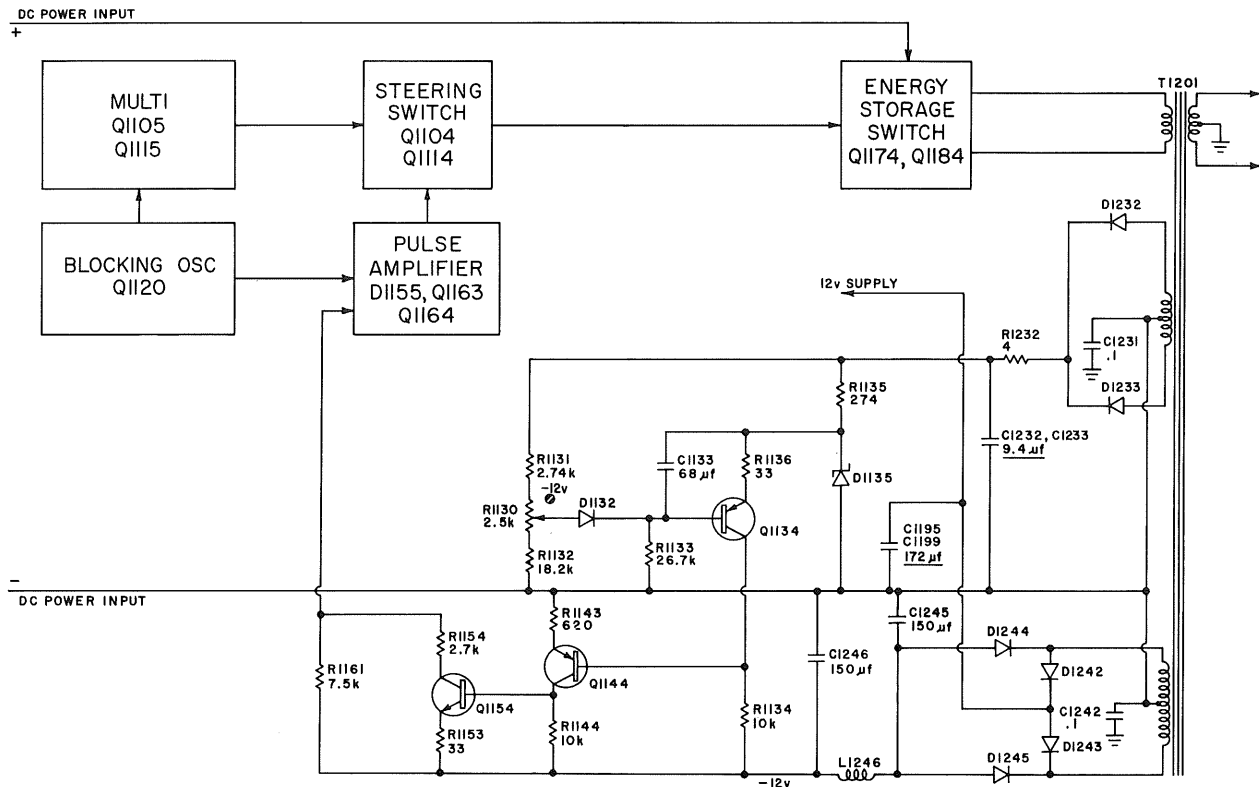 DC POWER INPUT
+
MULTI
Q1105
Q1115
STEERING
SWITCH
Q1104
Q1114
ENERGY
STORAGE
SWITCH
Q1174, Q1184
T1201
BLOCKING OSC
Q1120
PULSE
AMPLIFIER
D1155, Q1163
Q1164
D1232
12v SUPPLY
R1232
4
C1231
.1
D1233
R1135
274
C1232, C1233
9.4µf
R1131
2.74k
-12v
C1133
68µf
R1136
33
D1135
R1130
2.5k
D1132
Q1134
R1132
18.2k
R1133
26.7k
C1195
C1199
172µf
-
DC POWER INPUT
R1143
620
C1245
150µf
R1154
2.7k
D1244
R1161
7.5k
Q1144
C1246
150µf
D1242
Q1154
R1134
10k
C1242
.1
R1153
33
R1144
10k
D1243
L1246
D1245
-12v